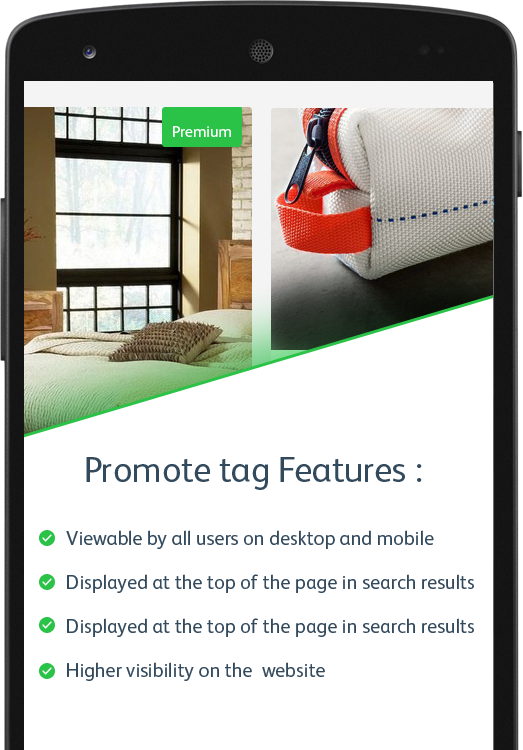 Premium
Promote tag Features :
Viewable by all users on desktop and mobile
Displayed at the top of the page in search results
Displayed at the top of the page in search results
Higher visibility on the  website